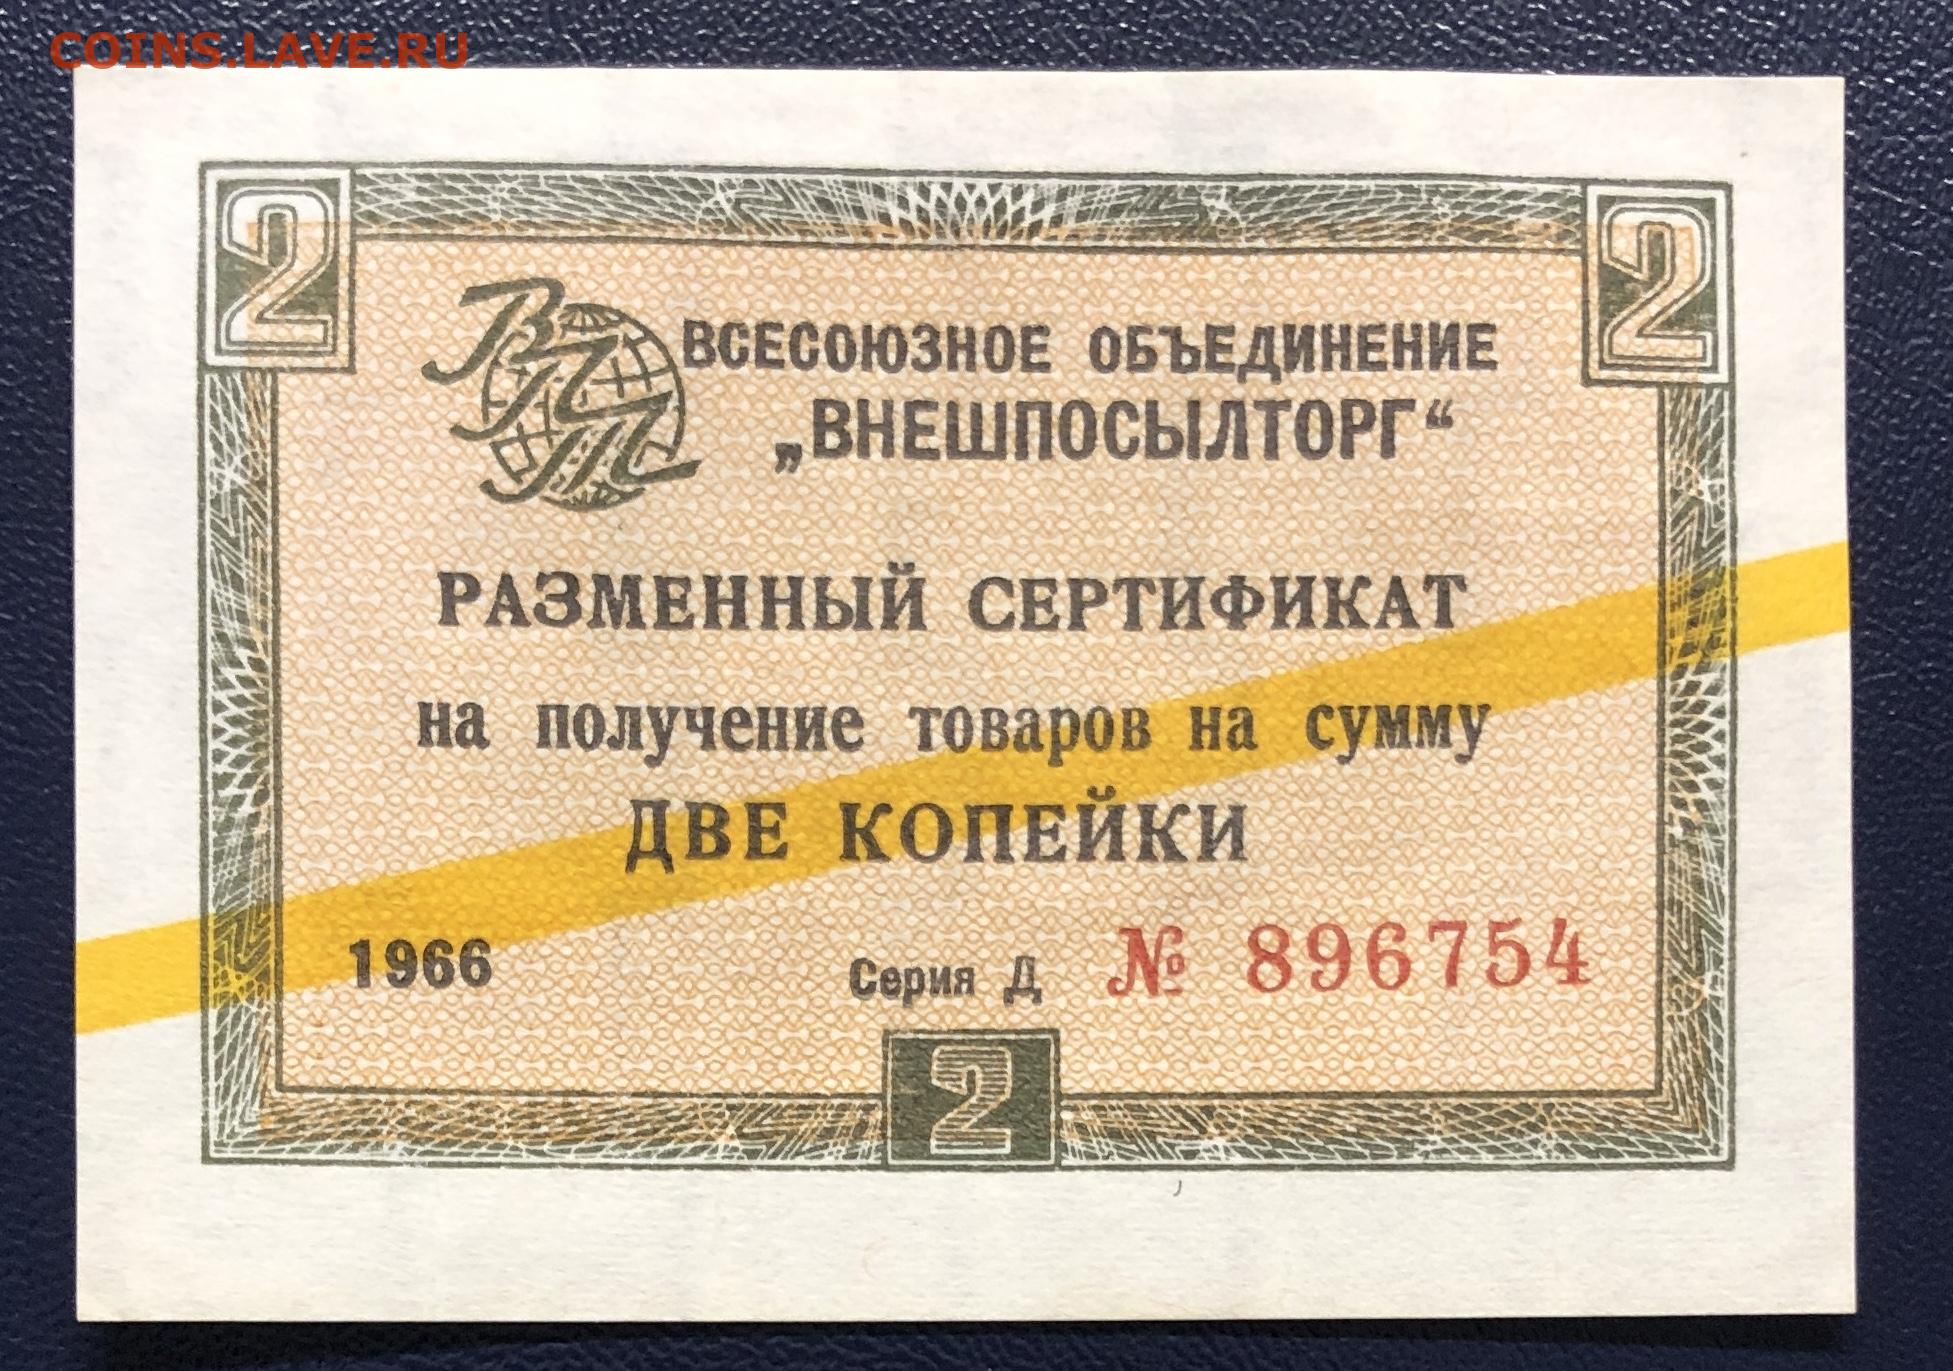 COINS.LAVE.RU
2 2
ВПТ
ВСЕСОЮЗНОЕ ОБЪЕДИНЕНИЕ
„ВНЕШПОСЫЛТОРГ“
РАЗМЕННЫЙ СЕРТИФИКАТ
на получение товаров на сумму
ДВЕ КОПЕЙКИ
1966 Серия Д № 896754
2